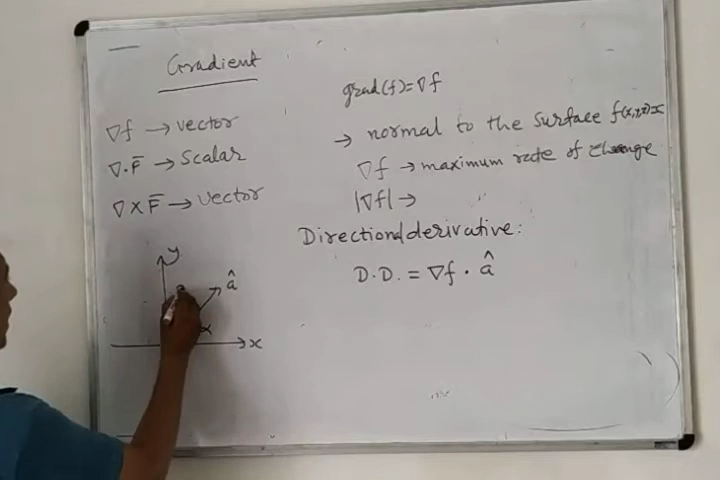 Gradient
grad(f)=∇f
∇f → vector
∇.F̅ → Scalar
∇×F̅ → vector
→ normal to the surface
∇f → maximum rate of change
|∇f| →
Directional derivative:
D.D. = ∇f · â
y
â
α
x